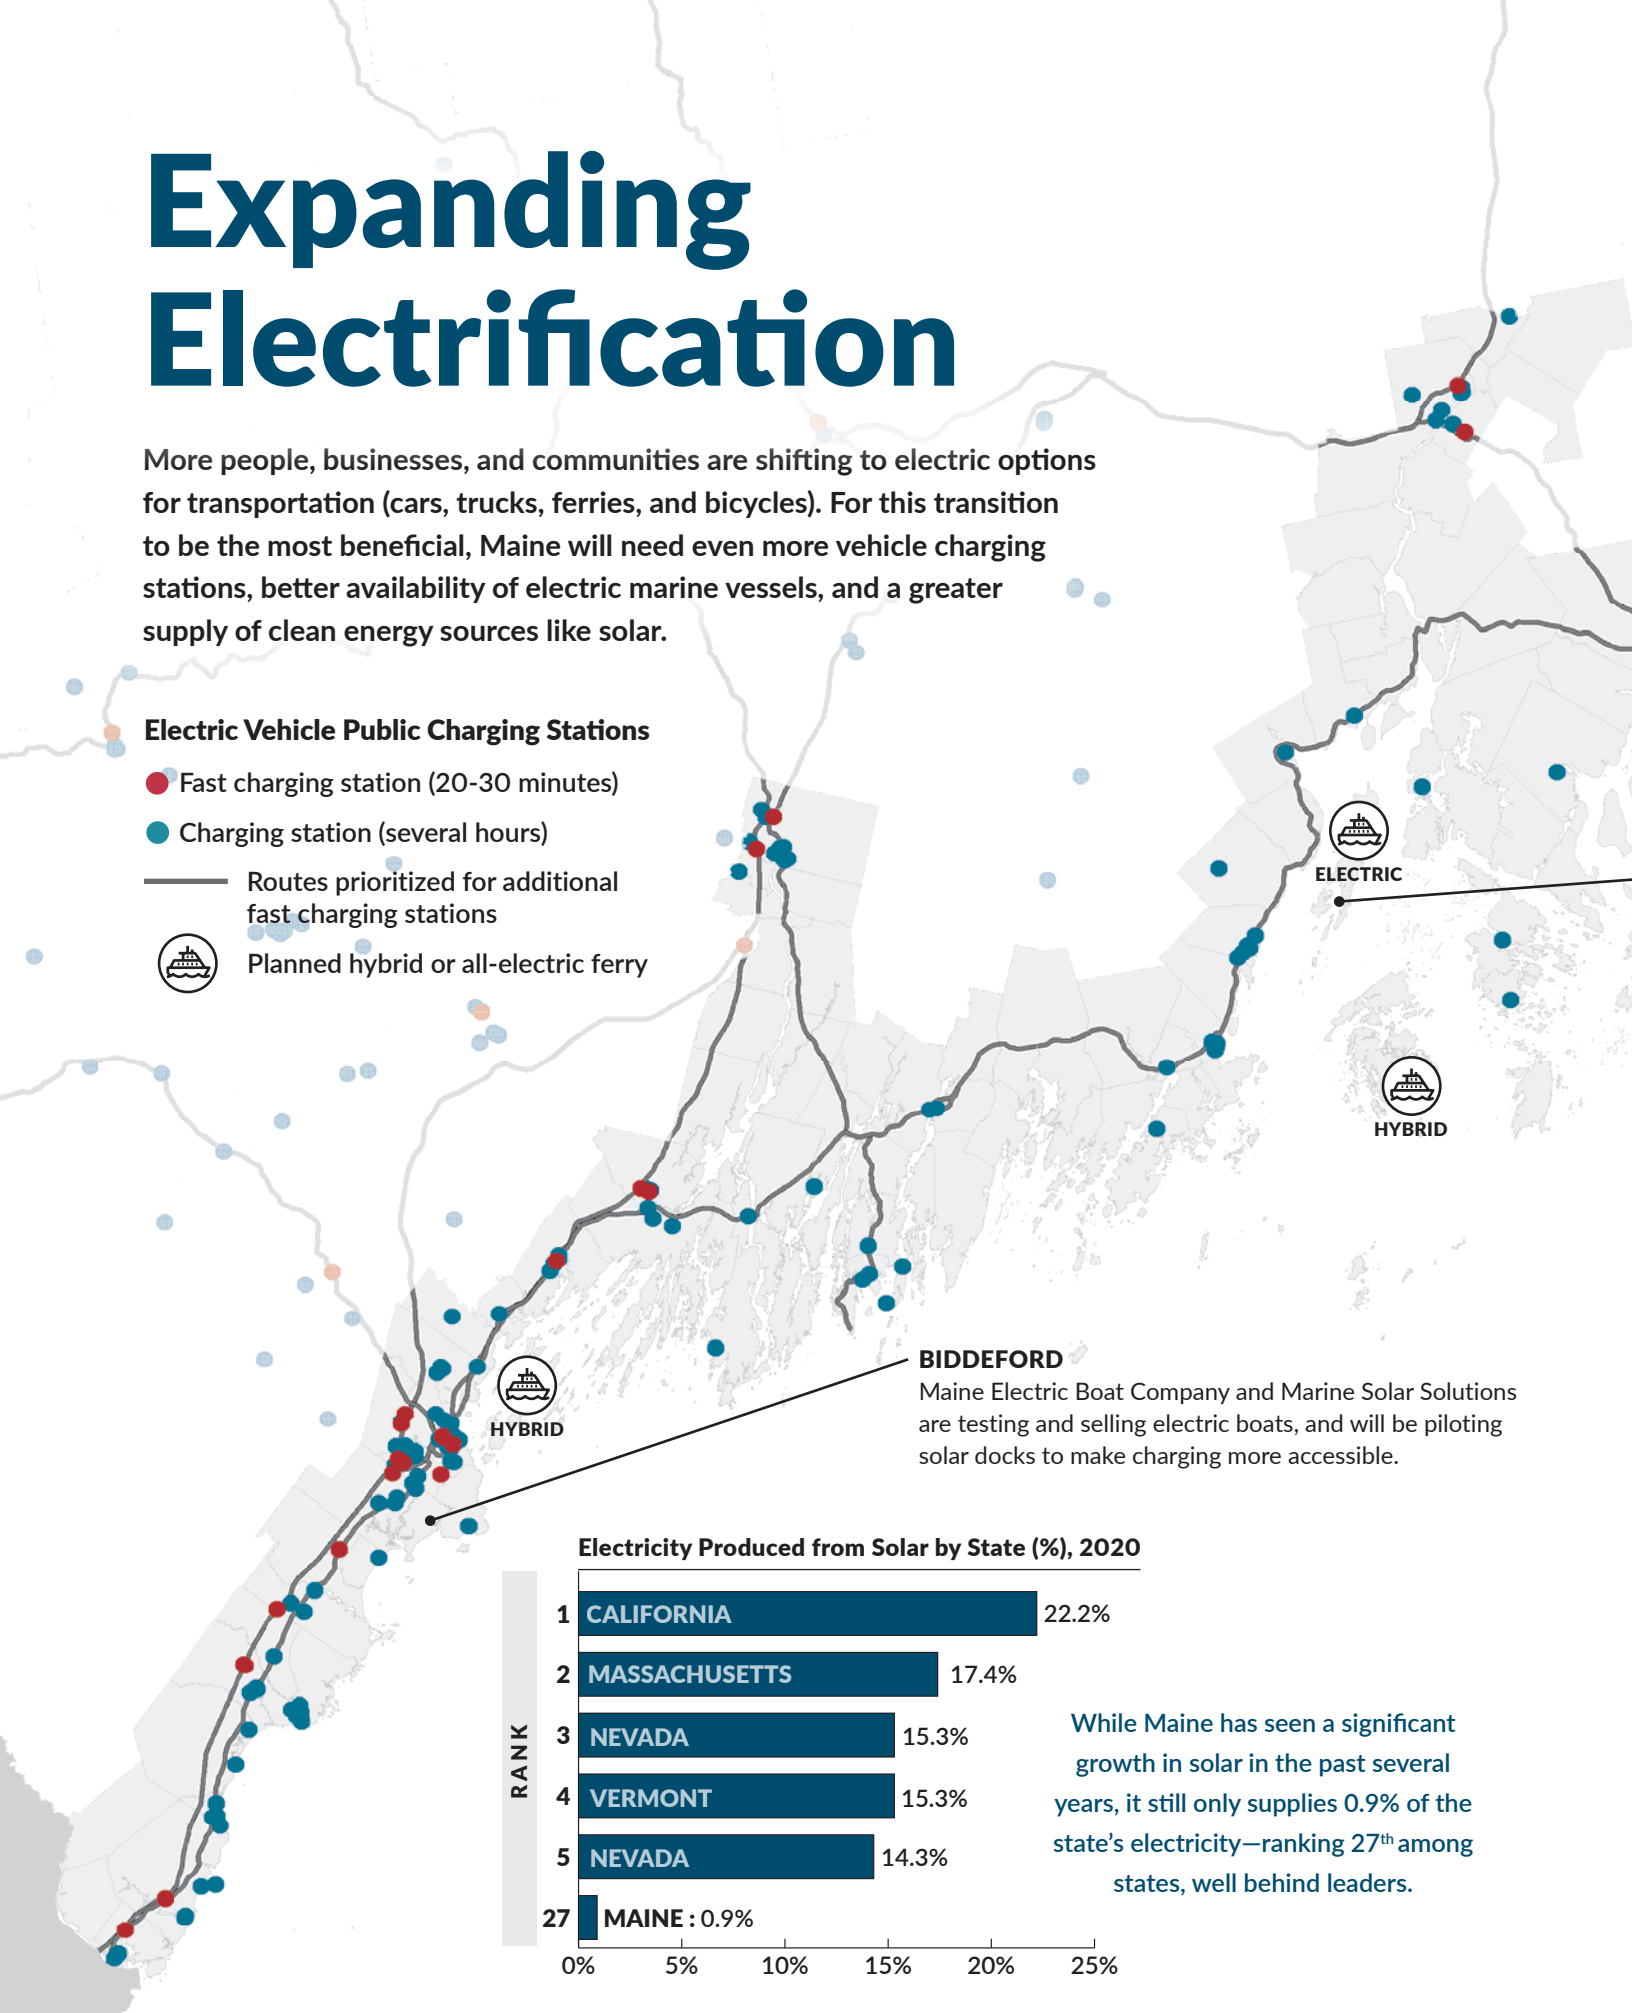 Expanding
Electrification
More people, businesses, and communities are shifting to electric options
for transportation (cars, trucks, ferries, and bicycles). For this transition
to be the most beneficial, Maine will need even more vehicle charging
stations, better availability of electric marine vessels, and a greater
supply of clean energy sources like solar.
Electric Vehicle Public Charging Stations
Fast charging station (20-30 minutes)
Charging station (several hours)
Routes prioritized for additional
fast charging stations
Planned hybrid or all-electric ferry
ELECTRIC
HYBRID
HYBRID
BIDDEFORD
Maine Electric Boat Company and Marine Solar Solutions
are testing and selling electric boats, and will be piloting
solar docks to make charging more accessible.
Electricity Produced from Solar by State (%), 2020
RANK
1 CALIFORNIA 22.2%
2 MASSACHUSETTS 17.4%
3 NEVADA 15.3%
4 VERMONT 15.3%
5 NEVADA 14.3%
27 MAINE : 0.9%
0% 5% 10% 15% 20% 25%
While Maine has seen a significant
growth in solar in the past several
years, it still only supplies 0.9% of the
state's electricity—ranking 27th among
states, well behind leaders.